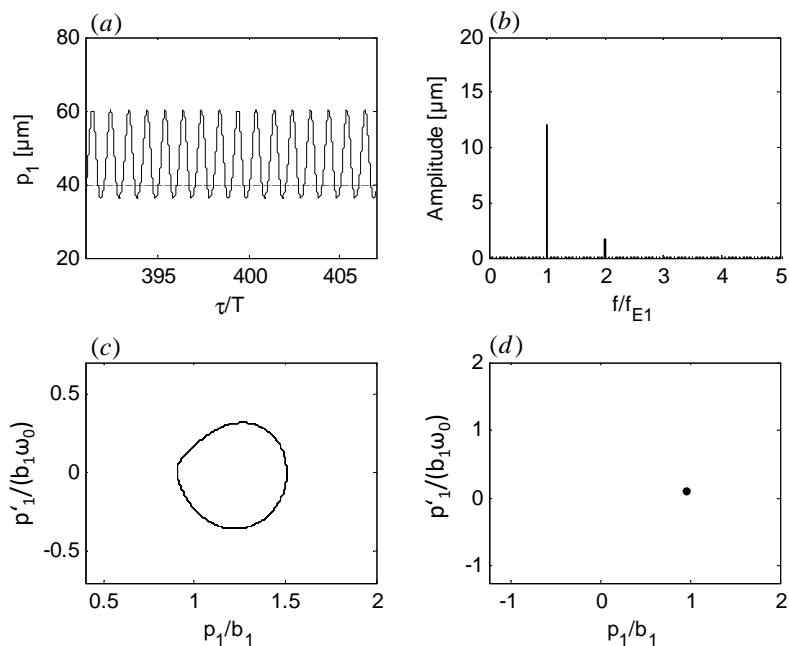 (a)
80
60
40
20
p1 [µm]
395
400
405
τ/T
(b)
20
15
10
5
0
Amplitude [µm]
0
1
2
3
4
5
f/fE1
(c)
0.5
0
-0.5
p'1/(b1ω0)
0.5
1
1.5
2
p1/b1
(d)
2
1
0
-1
p'1/(b1ω0)
-1
0
1
2
p1/b1